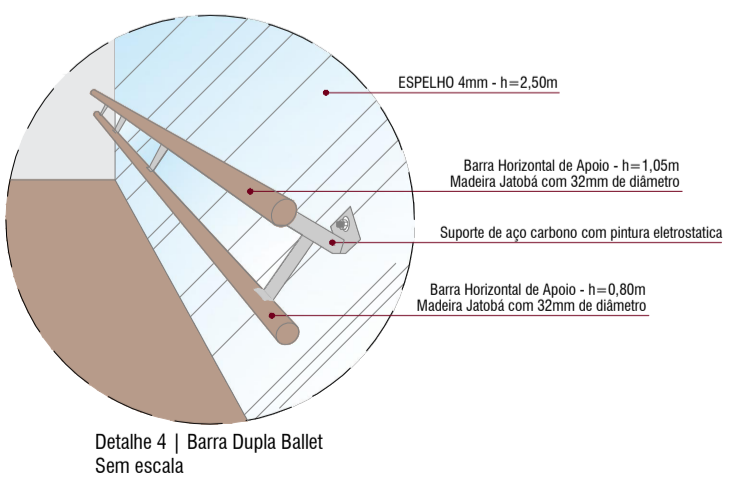 ESPELHO 4mm - h=2,50m
Barra Horizontal de Apoio - h=1,05m
Madeira Jatobá com 32mm de diâmetro
Suporte de aço carbono com pintura eletrostatica
Barra Horizontal de Apoio - h=0,80m
Madeira Jatobá com 32mm de diâmetro
Detalhe 4 | Barra Dupla Ballet
Sem escala